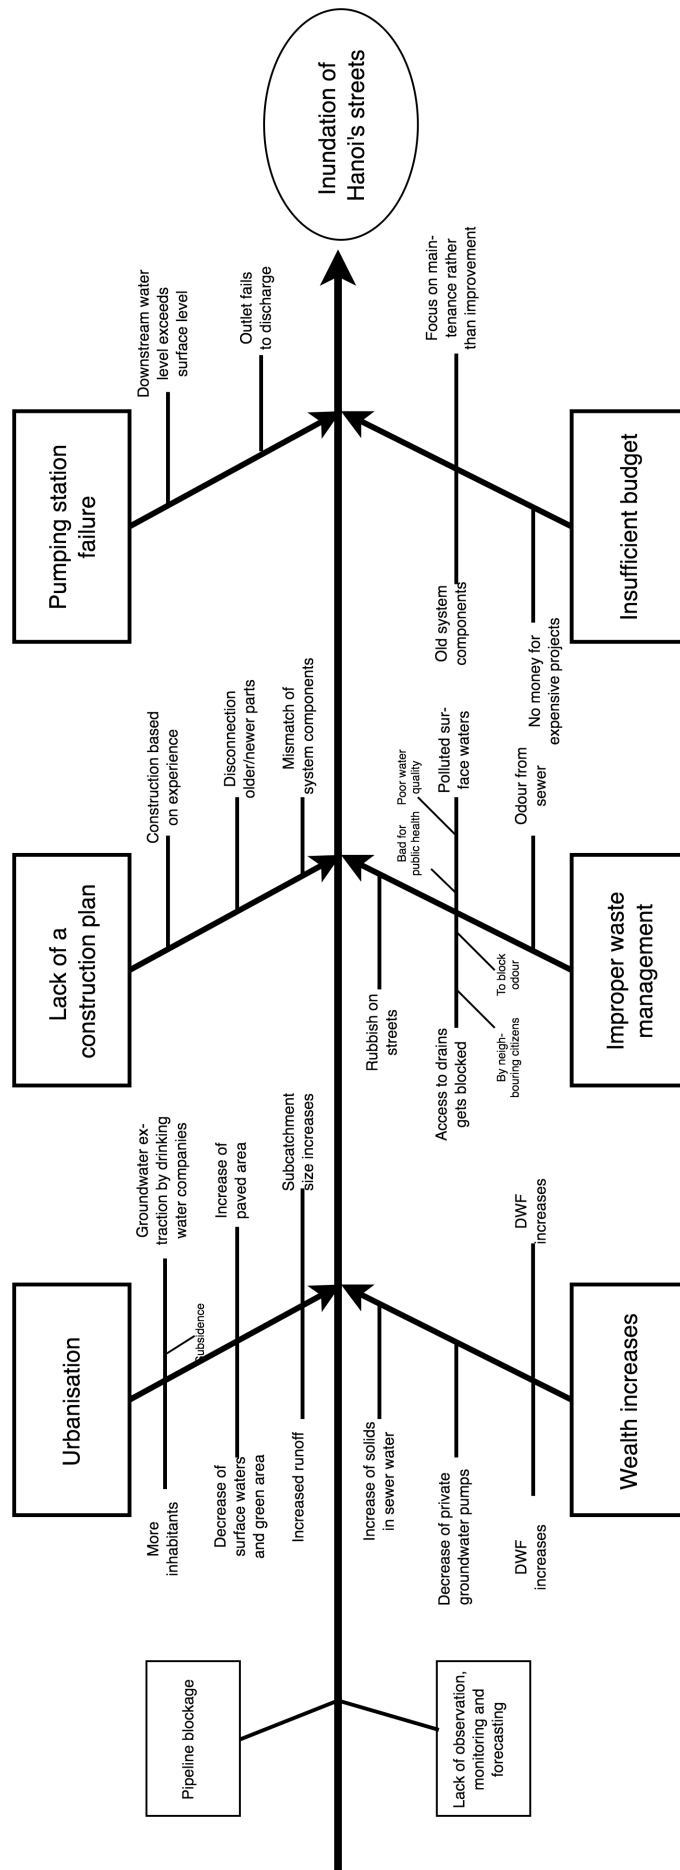 Pipeline blockage
Lack of observation,
monitoring and
forecasting
Urbanisation
More
inhabitants
Groundwater ex-
traction by drinking
water companies
Subsidence
Decrease of
surface waters
and green area
Increase of
paved area
Increased runoff
Subcatchment
size increases
Wealth increases
Increase of solids
in sewer water
Decrease of private
groundwater pumps
DWF
increases
DWF
increases
Lack of a
construction plan
Construction based
on experience
Disconnection
older/newer parts
Mismatch of
system components
Improper waste
management
Rubbish on
streets
Access to drains
gets blocked
By neigh-
bouring citizens
To block
odour
Bad for
public health
Poor water
quality
Polluted sur-
face waters
Odour from
sewer
Pumping station
failure
Downstream water
level exceeds
surface level
Outlet fails
to discharge
Insufficient budget
Old system
components
Focus on main-
tenance rather
than improvement
No money for
expensive projects
Inundation of
Hanoi's streets